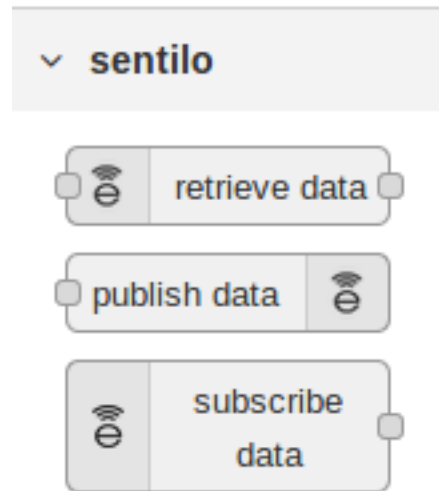 sentilo
retrieve data
publish data
subscribe
data